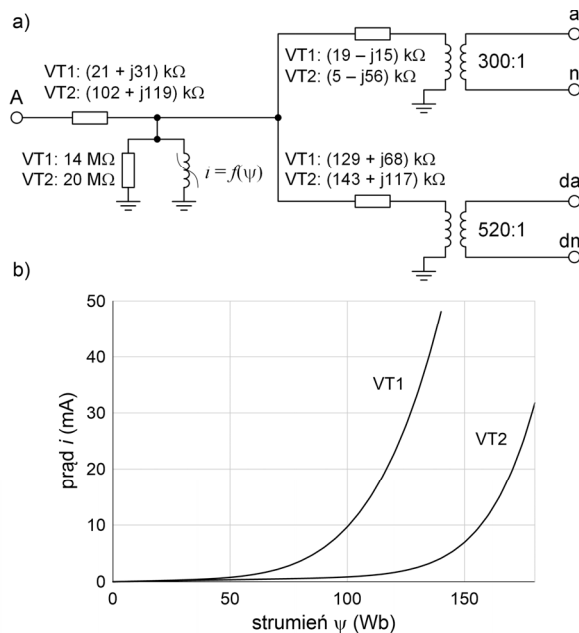 a)
VT1: (21 + j31) kΩ
VT2: (102 + j119) kΩ
A
VT1: 14 MΩ
VT2: 20 MΩ
i = f(ψ)
VT1: (19 – j15) kΩ
VT2: (5 – j56) kΩ
300:1
a
n
VT1: (129 + j68) kΩ
VT2: (143 + j117) kΩ
520:1
da
dn
b)
prąd i (mA)
50
40
30
20
10
0
VT1
VT2
0
50
100
150
strumień ψ (Wb)